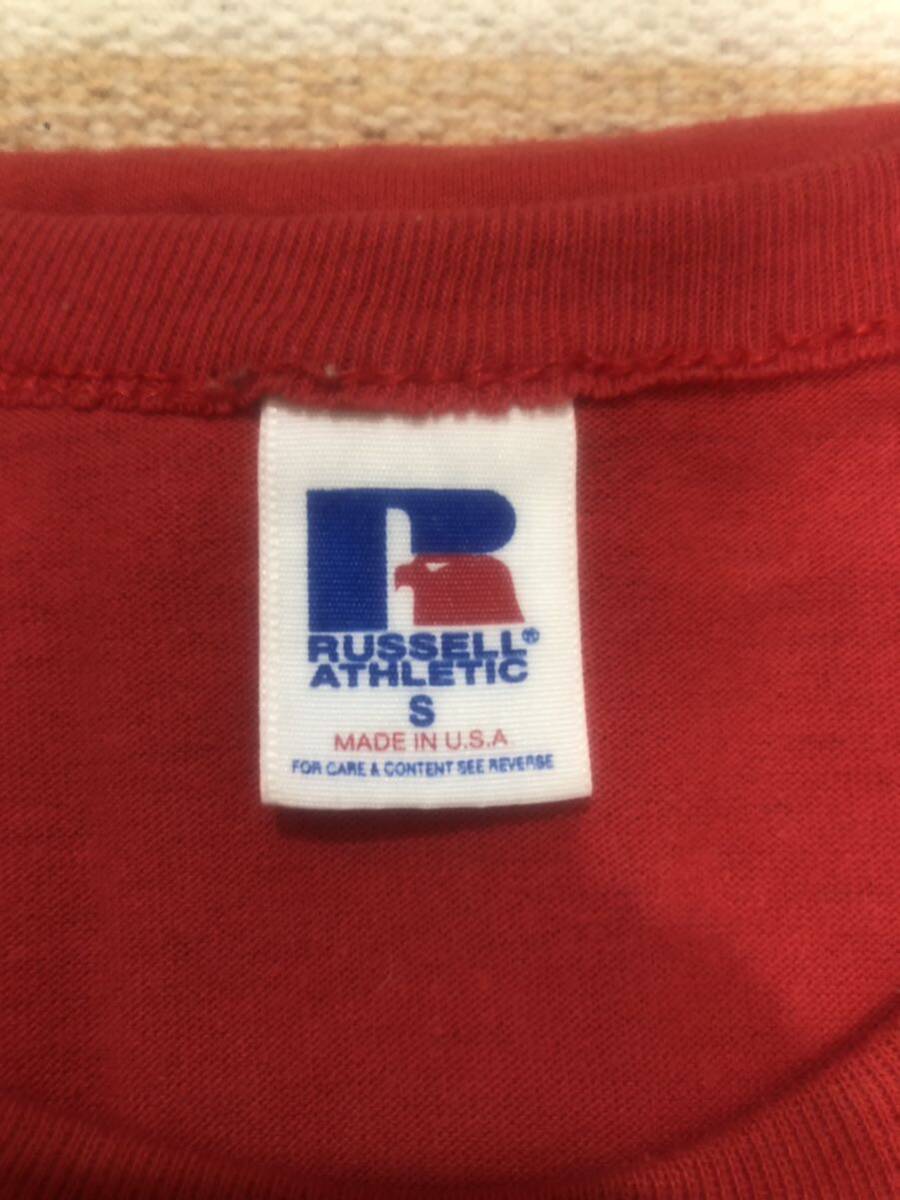 R
RUSSELL®
ATHLETIC
S
MADE IN U.S.A
FOR CARE & CONTENT SEE REVERSE